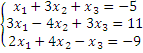 x₁ + 3x₂ + x₃ = −5
3x₁ − 4x₂ + 3x₃ = 11
2x₁ + 4x₂ − x₃ = −9